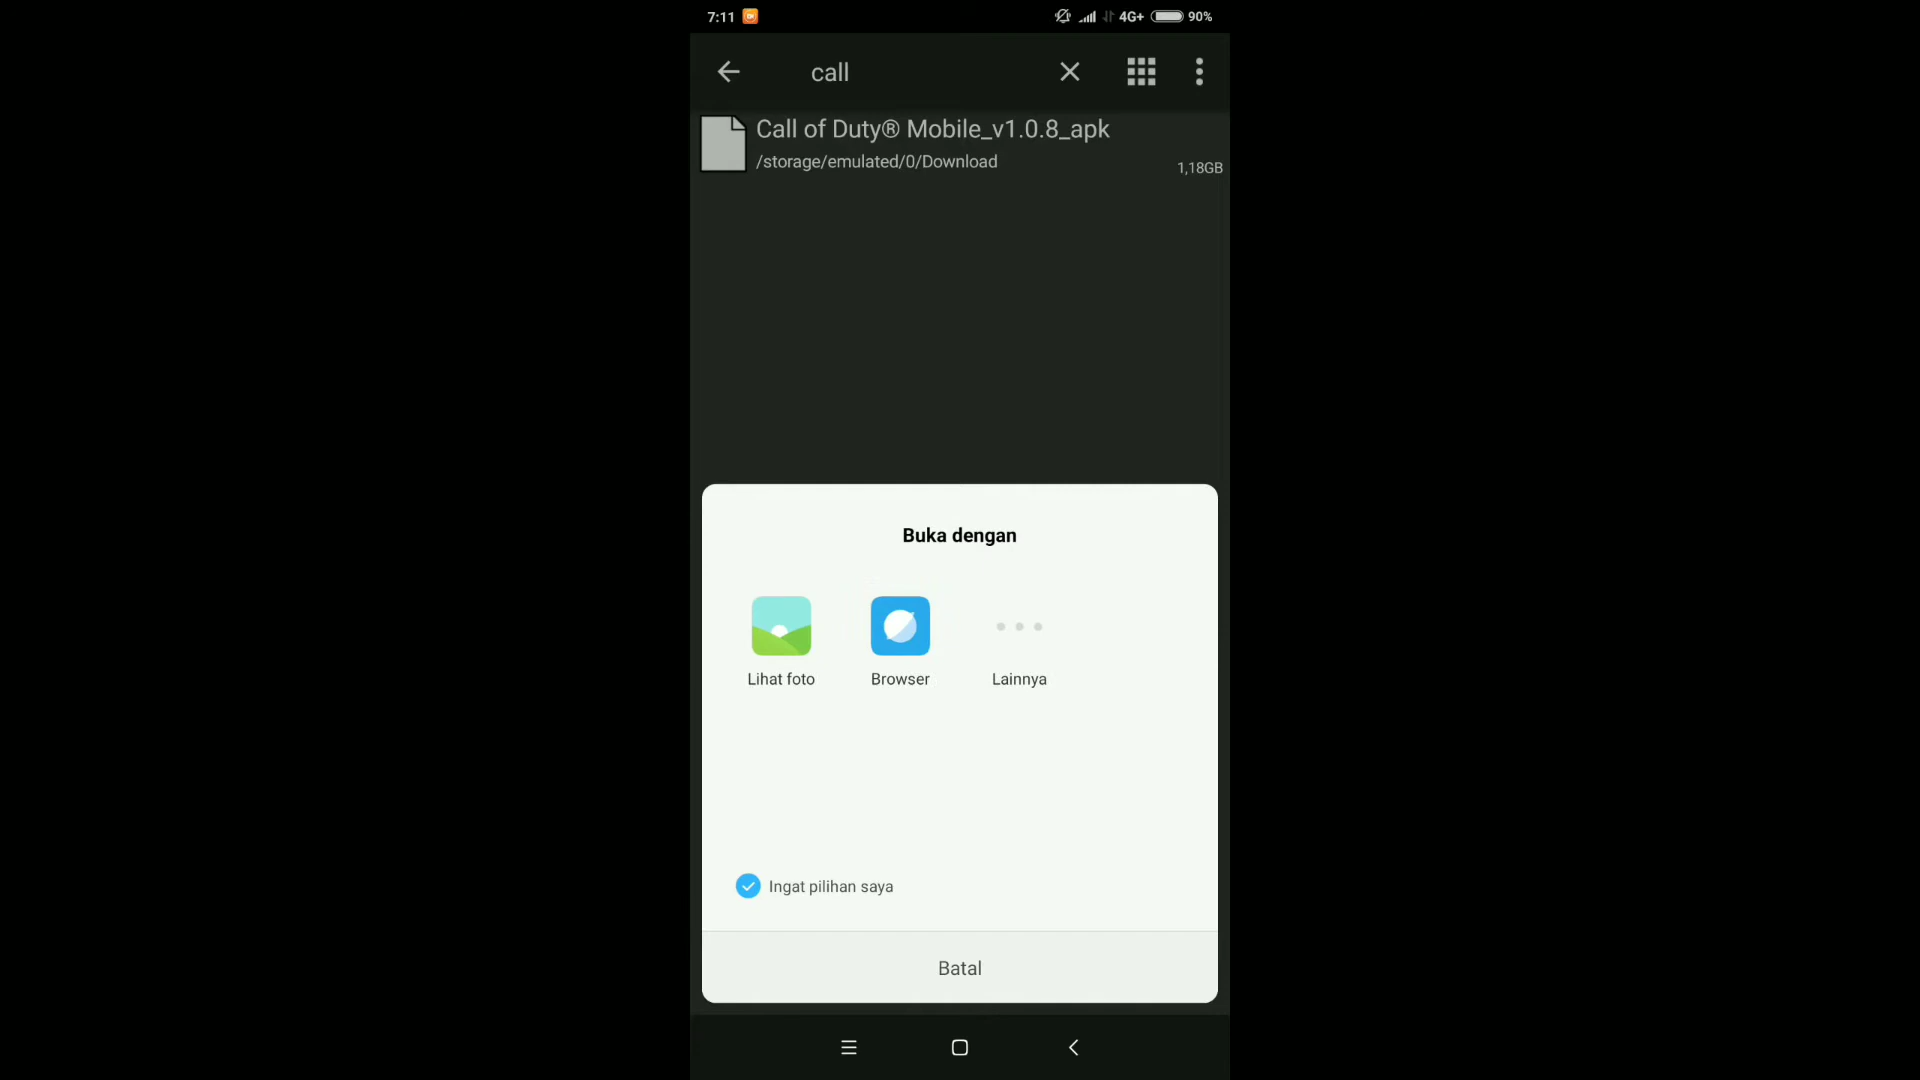 7:11
4G+ 90%
call
Call of Duty® Mobile_v1.0.8_apk
/storage/emulated/0/Download
1,18GB
Buka dengan
Lihat foto
Browser
Lainnya
Ingat pilihan saya
Batal